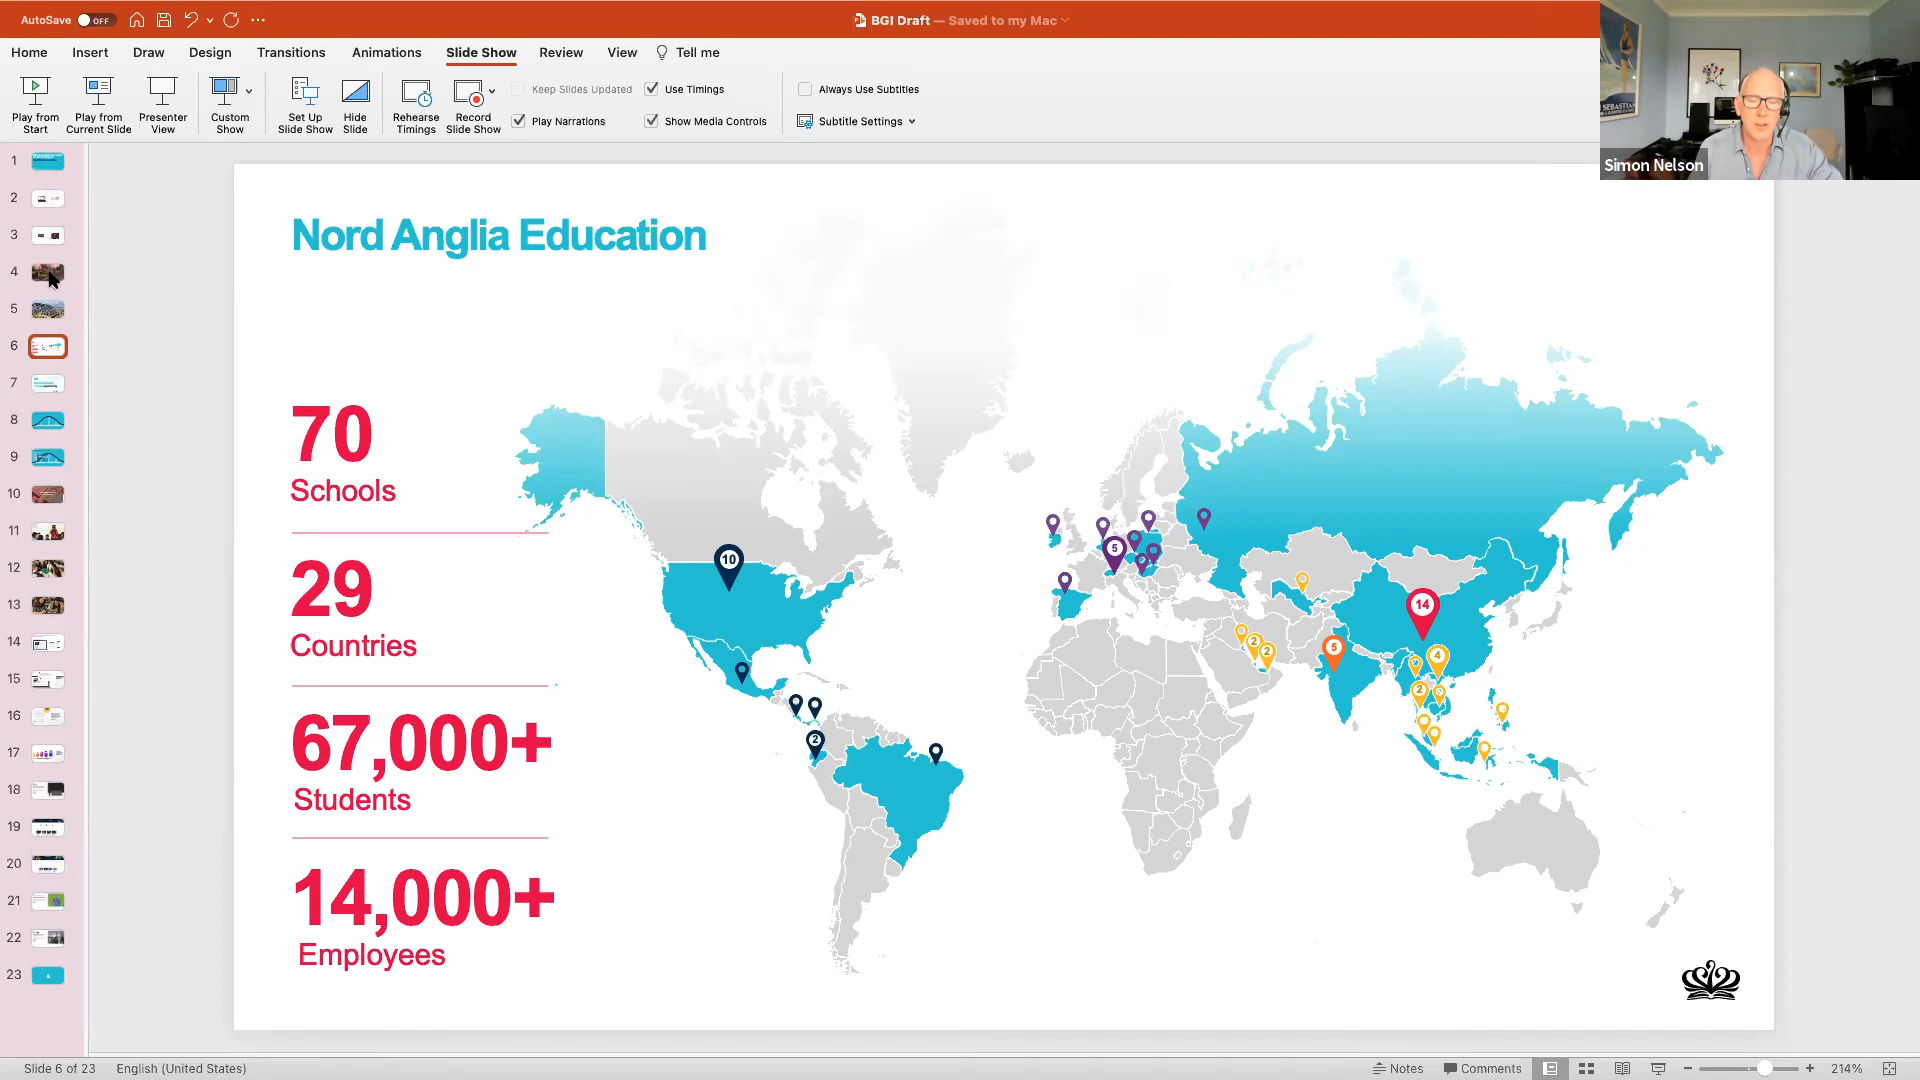 AutoSave OFF
BGI Draft — Saved to my Mac
Home Insert Draw Design Transitions Animations Slide Show Review View Tell me
Play from Start
Play from Current Slide
Presenter View
Custom Show
Set Up Slide Show
Hide Slide
Rehearse Timings
Record Slide Show
Keep Slides Updated
Use Timings
Play Narrations
Show Media Controls
Always Use Subtitles
Subtitle Settings
SEBASTIAN
Simon Nelson
1
2
3
4
5
6
7
8
9
10
11
12
13
14
15
16
17
18
19
20
21
22
23
Nord Anglia Education
70
Schools
29
Countries
67,000+
Students
14,000+
Employees
10
2
5
14
5
2
2
4
2
Slide 6 of 23 English (United States)
Notes Comments 214%